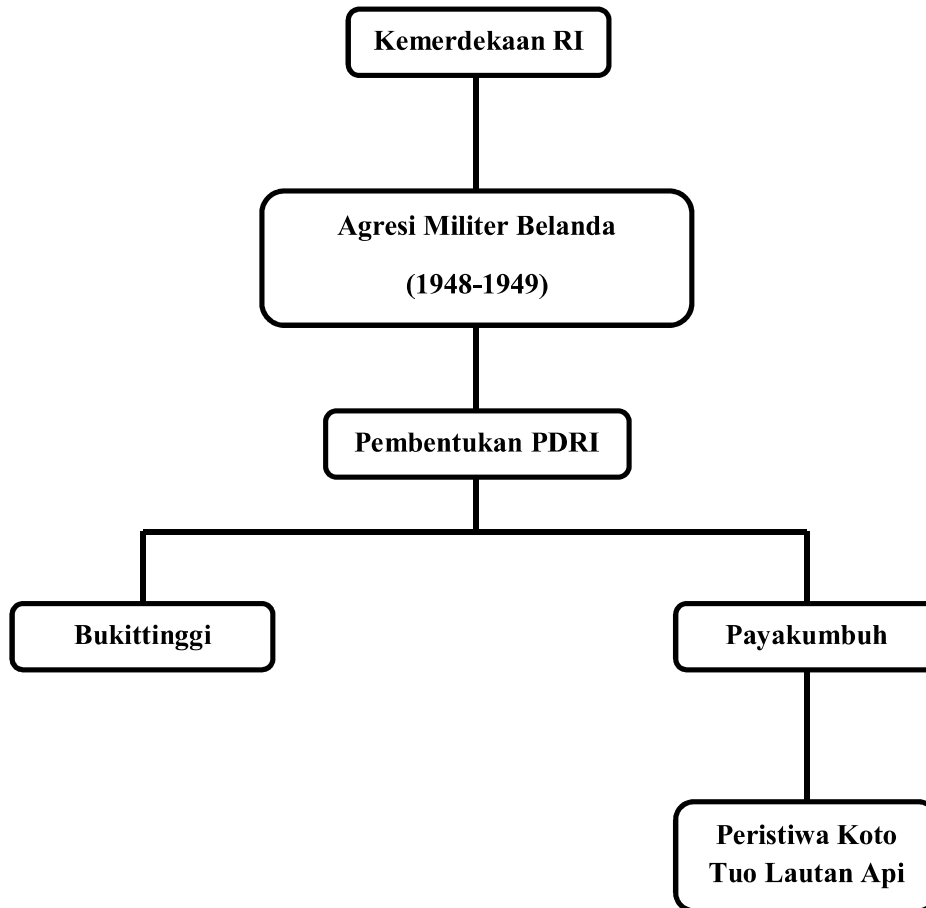 Kemerdekaan RI
Agresi Militer Belanda
(1948-1949)
Pembentukan PDRI
Bukittinggi
Payakumbuh
Peristiwa Koto
Tuo Lautan Api